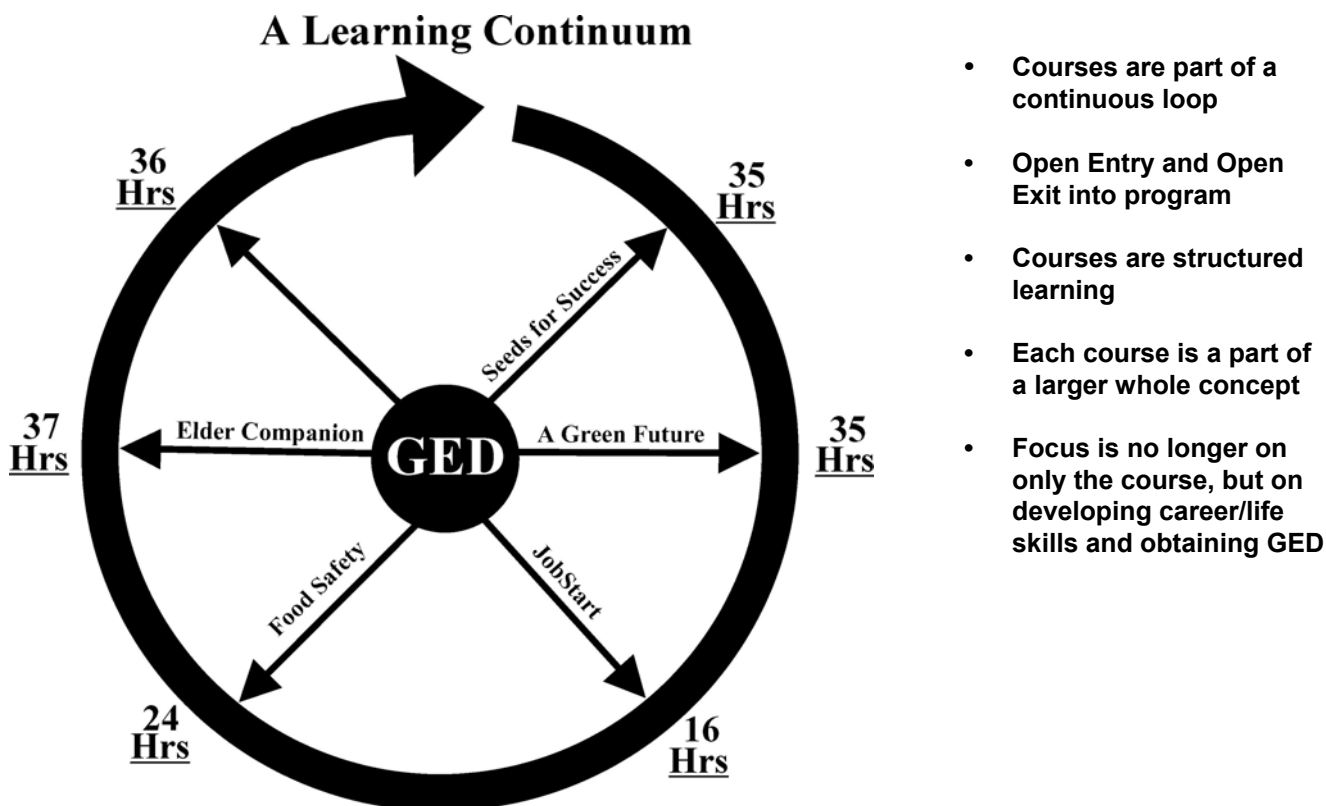 A Learning Continuum
36
Hrs
35
Hrs
Seeds for Success
37
Hrs
Elder Companion
GED
A Green Future
35
Hrs
Food Safety
JobStart
24
Hrs
16
Hrs
• Courses are part of a
continuous loop
• Open Entry and Open
Exit into program
• Courses are structured
learning
• Each course is a part of
a larger whole concept
• Focus is no longer on
only the course, but on
developing career/life
skills and obtaining GED